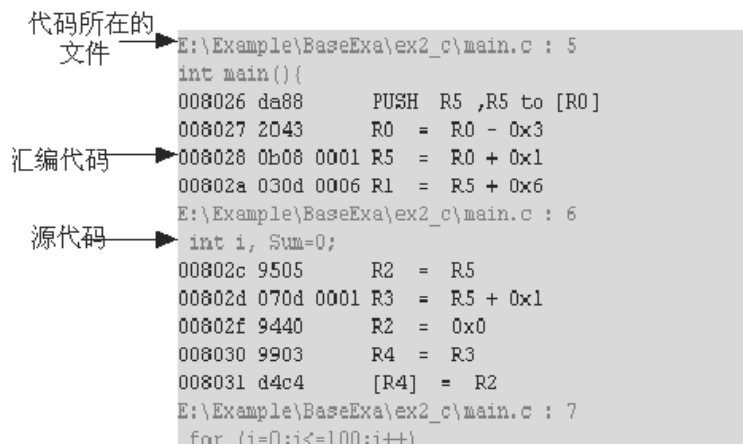 代码所在的
文件
E:\Example\BaseExa\ex2_c\main.c : 5
int main(){
008026 da88 PUSH R5 ,R5 to [R0]
008027 2043 R0 = R0 - 0x3
汇编代码
008028 0b08 0001 R5 = R0 + 0x1
00802a 030d 0006 R1 = R5 + 0x6
E:\Example\BaseExa\ex2_c\main.c : 6
源代码
int i, Sum=0;
00802c 9505 R2 = R5
00802d 070d 0001 R3 = R5 + 0x1
00802f 9440 R2 = 0x0
008030 9903 R4 = R3
008031 d4c4 [R4] = R2
E:\Example\BaseExa\ex2_c\main.c : 7
for (i=0;i<=100;i++)